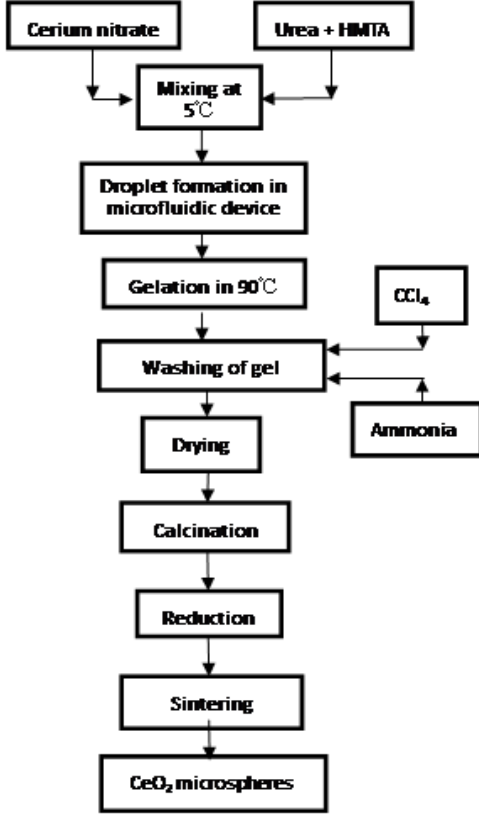 Cerium nitrate
Urea + HMTA
Mixing at
5℃
Droplet formation in
microfluidic device
Gelation in 90℃
CCl₄
Washing of gel
Ammonia
Drying
Calcination
Reduction
Sintering
CeO₂ microspheres